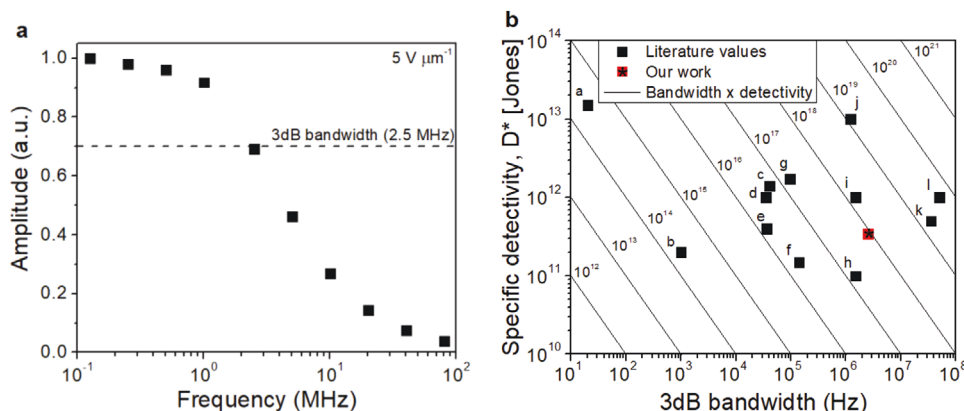 a
5 V μm⁻¹
3dB bandwidth (2.5 MHz)
Amplitude (a.u.)
1.0
0.8
0.6
0.4
0.2
0.0
10⁻¹ 10⁰ 10¹ 10²
Frequency (MHz)
b
Literature values
Our work
Bandwidth x detectivity
Specific detectivity, D* [Jones]
10¹⁴
10¹³
10¹²
10¹¹
10¹⁰
10²¹
10²⁰
10¹⁹
10¹⁸
10¹⁷
10¹⁶
10¹⁵
10¹⁴
10¹³
10¹²
a
b
c
d
e
f
g
h
i
j
k
l
10¹ 10² 10³ 10⁴ 10⁵ 10⁶ 10⁷ 10⁸
3dB bandwidth (Hz)